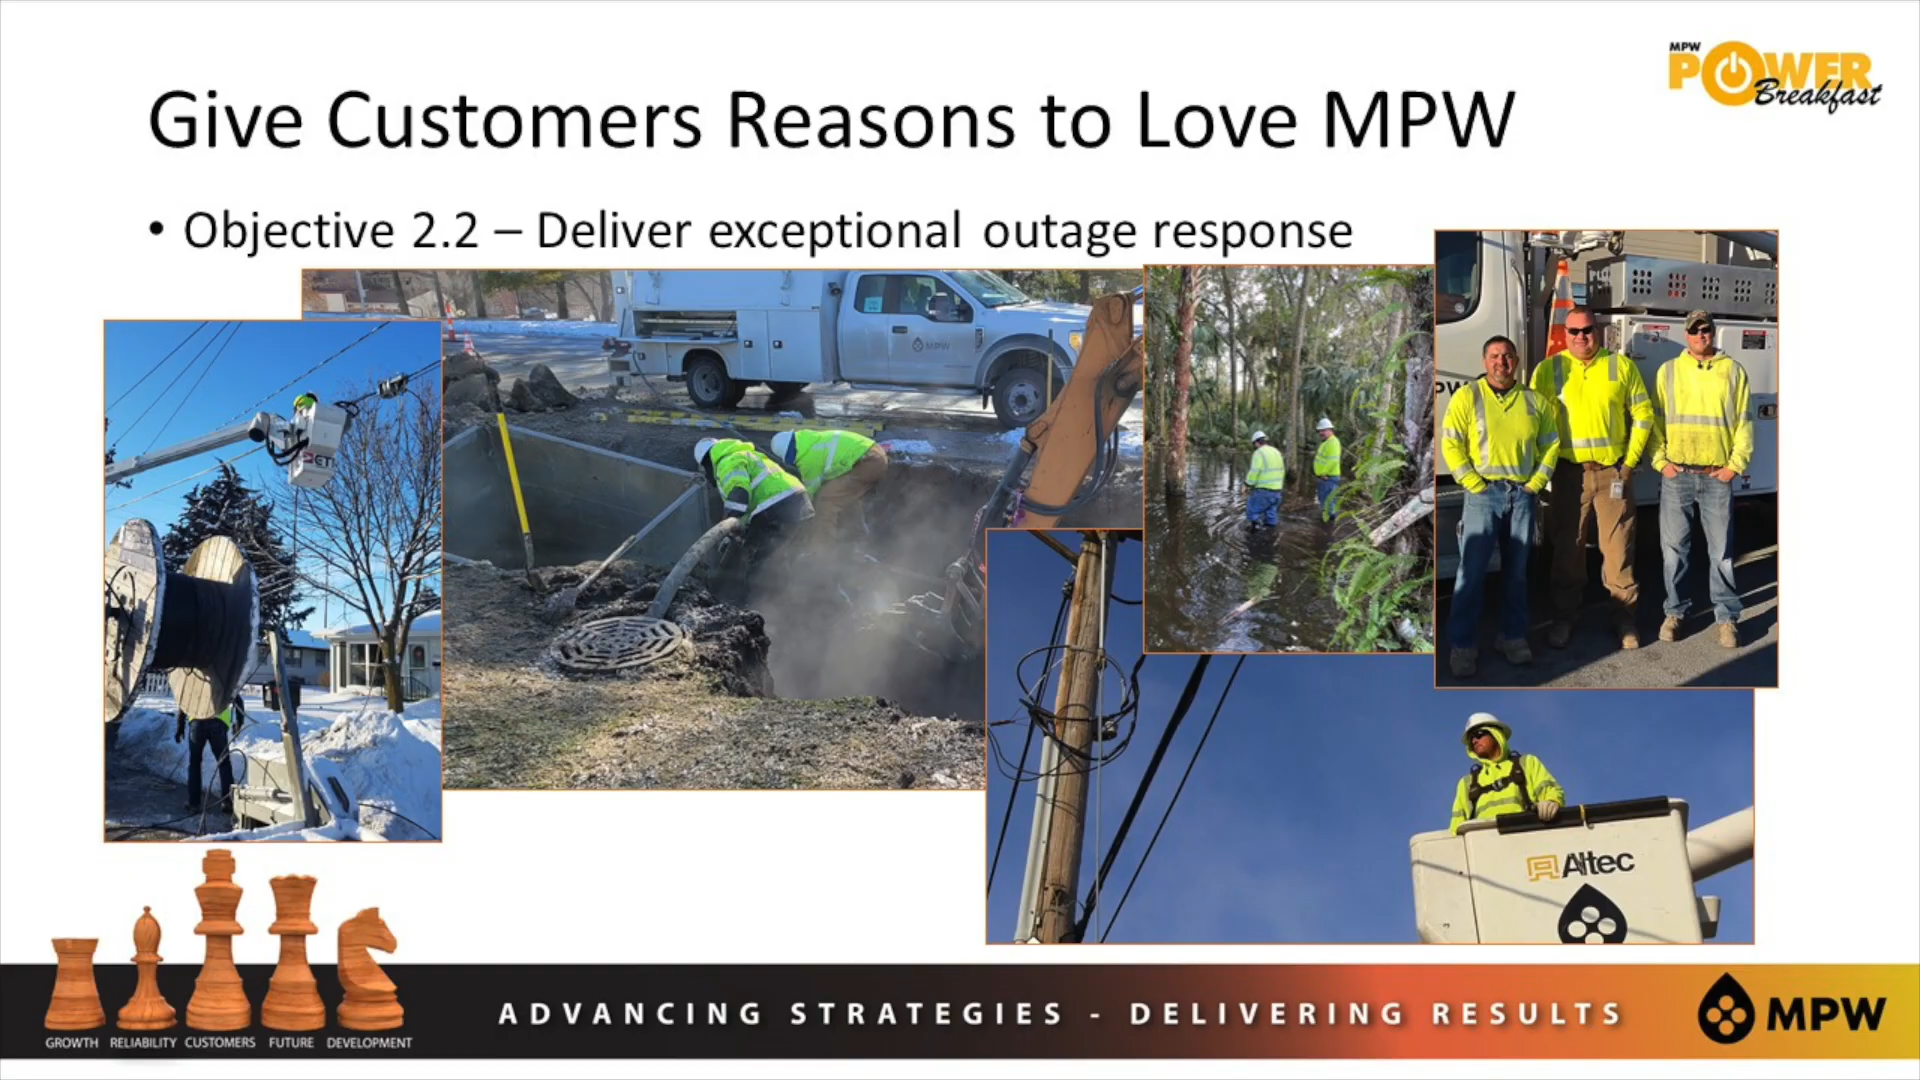 MPW
POWER
Breakfast
Give Customers Reasons to Love MPW
• Objective 2.2 – Deliver exceptional outage response
MPW
Altec
ADVANCING STRATEGIES - DELIVERING RESULTS
MPW
GROWTH RELIABILITY CUSTOMERS FUTURE DEVELOPMENT